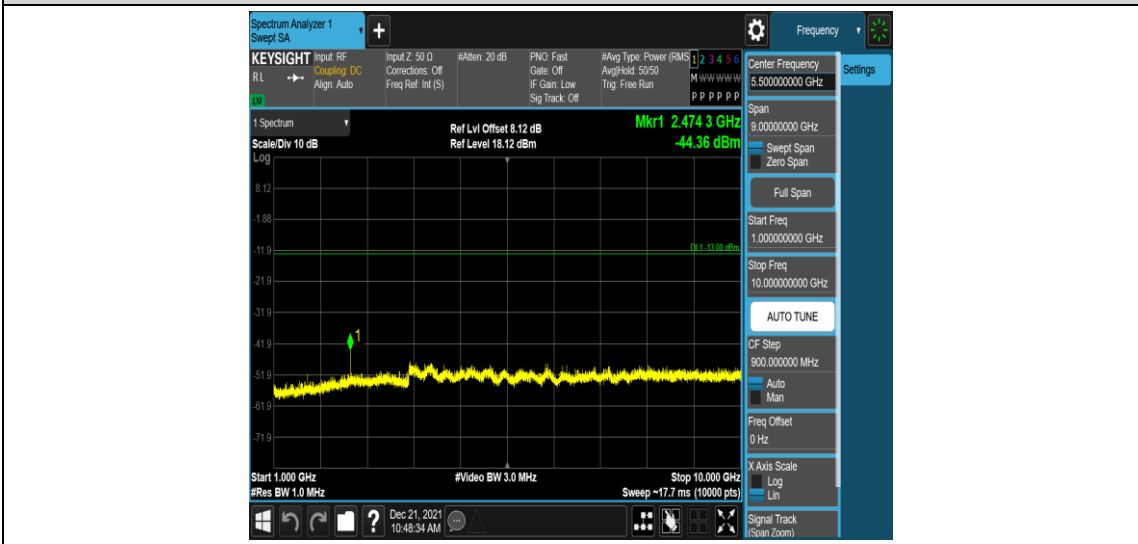 Spectrum Analyzer 1
Swept SA
+
Frequency
KEYSIGHT
RL
LXI
Input: RF
Coupling: DC
Align: Auto
Input Z: 50 Ω
Corrections: Off
Freq Ref: Int (S)
#Atten: 20 dB
PNO: Fast
Gate: Off
IF Gain: Low
Sig Track: Off
#Avg Type: Power (RMS
Avg|Hold: 50/50
Trig: Free Run
1 2 3 4 5 6
M W W W W W
P P P P P P
Center Frequency
5.500000000 GHz
Settings
Span
9.00000000 GHz
Swept Span
Zero Span
Full Span
Start Freq
1.000000000 GHz
Stop Freq
10.000000000 GHz
AUTO TUNE
CF Step
900.000000 MHz
Auto
Man
Freq Offset
0 Hz
X Axis Scale
Log
Lin
Signal Track
(Span Zoom)
1 Spectrum
Scale/Div 10 dB
Log
Ref Lvl Offset 8.12 dB
Ref Level 18.12 dBm
Mkr1 2.474 3 GHz
-44.36 dBm
8.12
-1.88
-11.9
DL1 -13.00 dBm
-21.9
-31.9
1
-41.9
-51.9
-61.9
-71.9
Start 1.000 GHz
#Res BW 1.0 MHz
#Video BW 3.0 MHz
Stop 10.000 GHz
Sweep ~17.7 ms (10000 pts)
?
Dec 21, 2021
10:48:34 AM